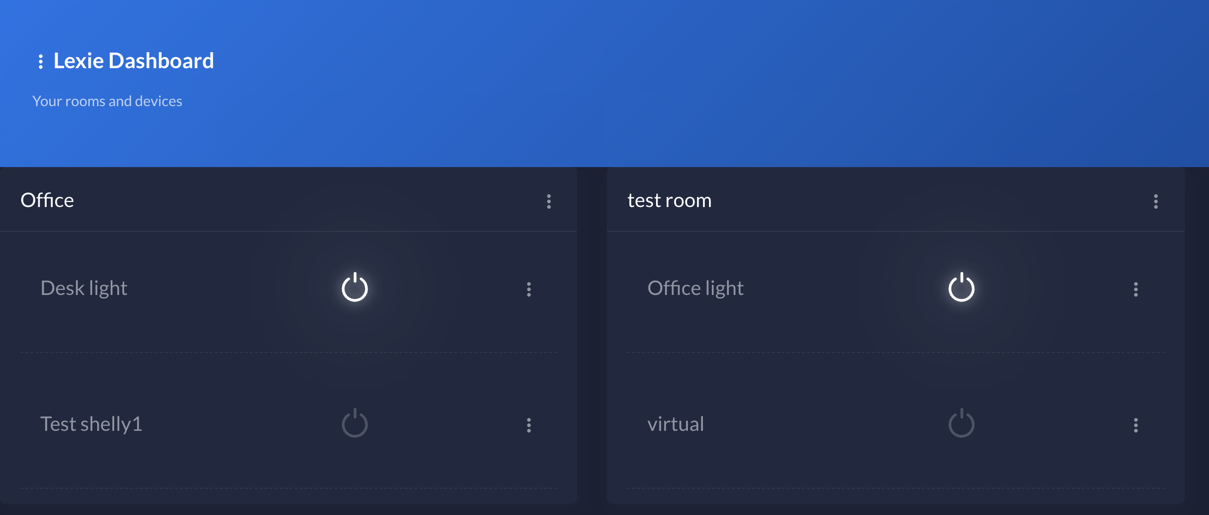 Lexie Dashboard
Your rooms and devices
Office
Desk light
Test shelly1
test room
Office light
virtual